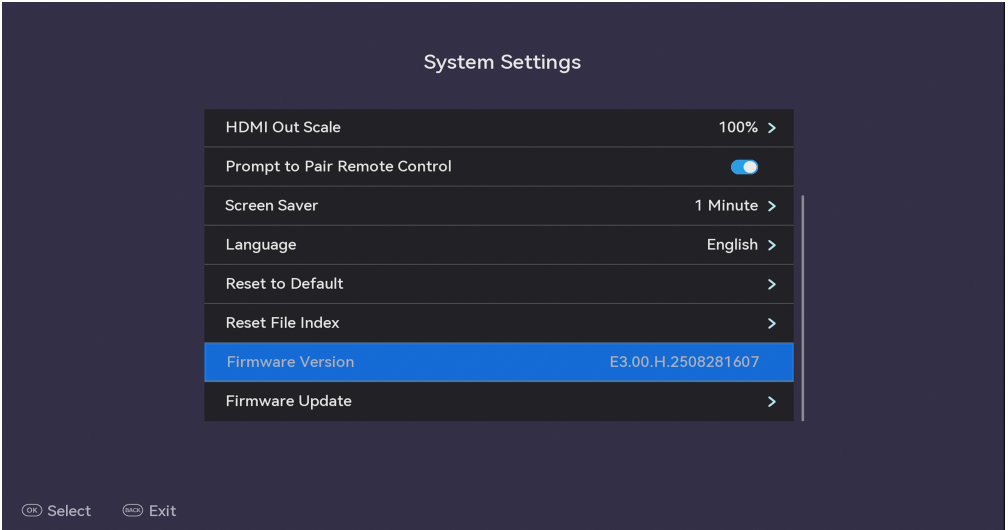 System Settings
HDMI Out Scale 100%
Prompt to Pair Remote Control
Screen Saver 1 Minute
Language English
Reset to Default
Reset File Index
Firmware Version E3.00.H.2508281607
Firmware Update
OK Select BACK Exit